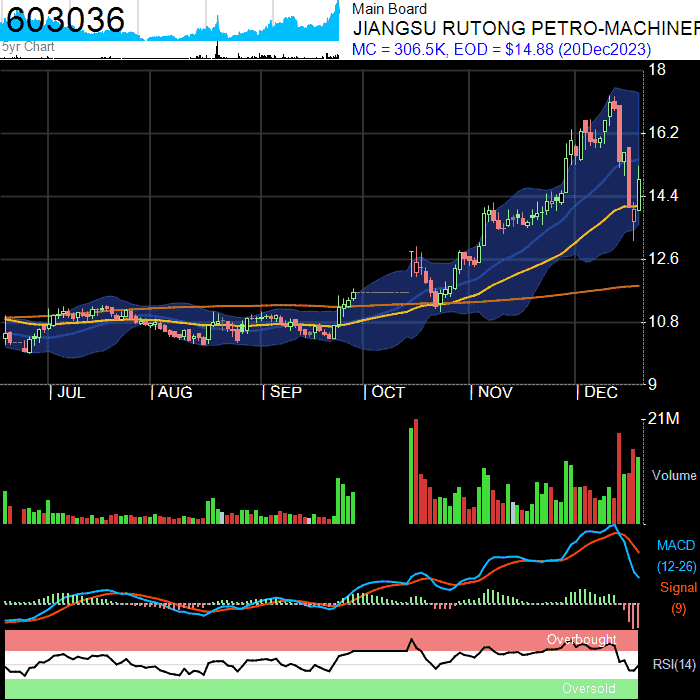 603036
Main Board
JIANGSU RUTONG PETRO-MACHINER
5yr Chart
MC = 306.5K, EOD = $14.88 (20Dec2023)
18
16.2
14.4
12.6
10.8
9
| JUL | AUG | SEP | OCT | NOV | DEC
21M
Volume
MACD
(12-26)
Signal
(9)
Overbought
RSI(14)
Oversold